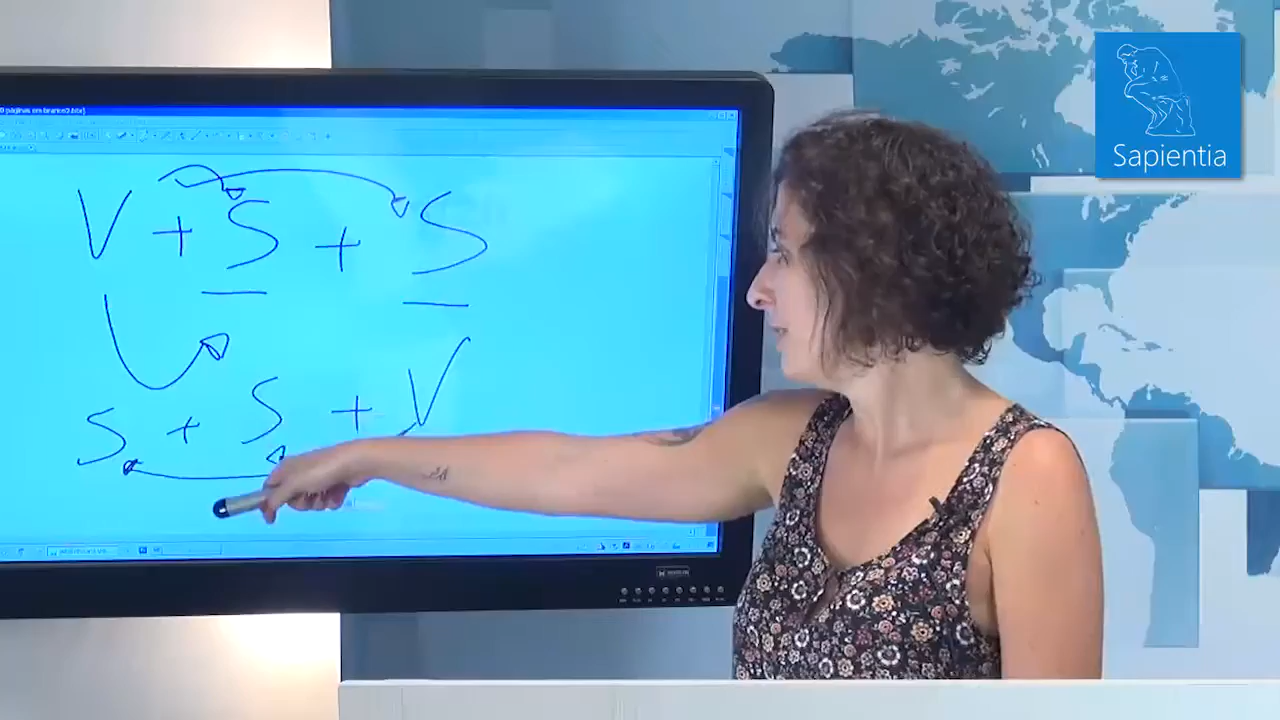 Sapientia
V + S + S
S + S + V